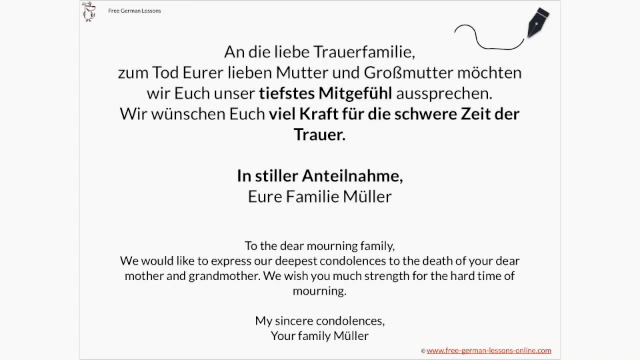 Free German Lessons
An die liebe Trauerfamilie,
zum Tod Eurer lieben Mutter und Großmutter möchten
wir Euch unser tiefstes Mitgefühl aussprechen.
Wir wünschen Euch viel Kraft für die schwere Zeit der
Trauer.
In stiller Anteilnahme,
Eure Familie Müller
To the dear mourning family,
We would like to express our deepest condolences to the death of your dear
mother and grandmother. We wish you much strength for the hard time of
mourning.
My sincere condolences,
Your family Müller
© www.free-german-lessons-online.com